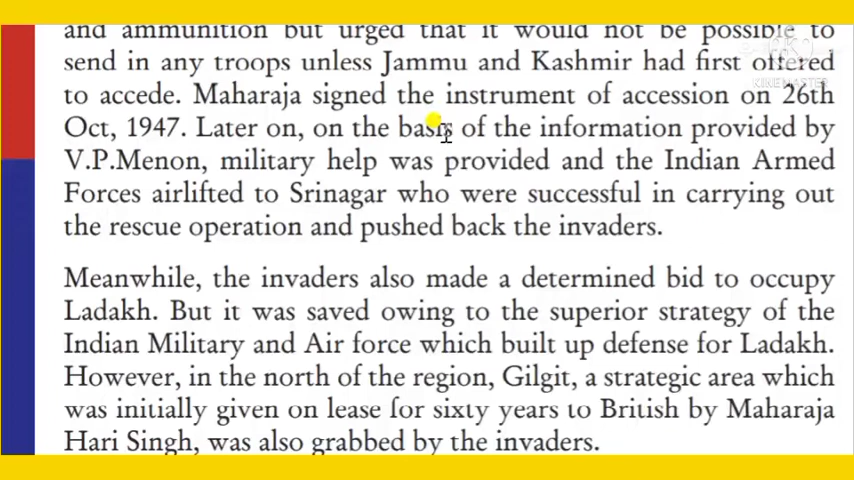 and ammunition but urged that it would not be possible to
send in any troops unless Jammu and Kashmir had first offered
to accede. Maharaja signed the instrument of accession on 26th
Oct, 1947. Later on, on the basis of the information provided by
V.P.Menon, military help was provided and the Indian Armed
Forces airlifted to Srinagar who were successful in carrying out
the rescue operation and pushed back the invaders.
Meanwhile, the invaders also made a determined bid to occupy
Ladakh. But it was saved owing to the superior strategy of the
Indian Military and Air force which built up defense for Ladakh.
However, in the north of the region, Gilgit, a strategic area which
was initially given on lease for sixty years to British by Maharaja
Hari Singh, was also grabbed by the invaders.
KINEMASTER